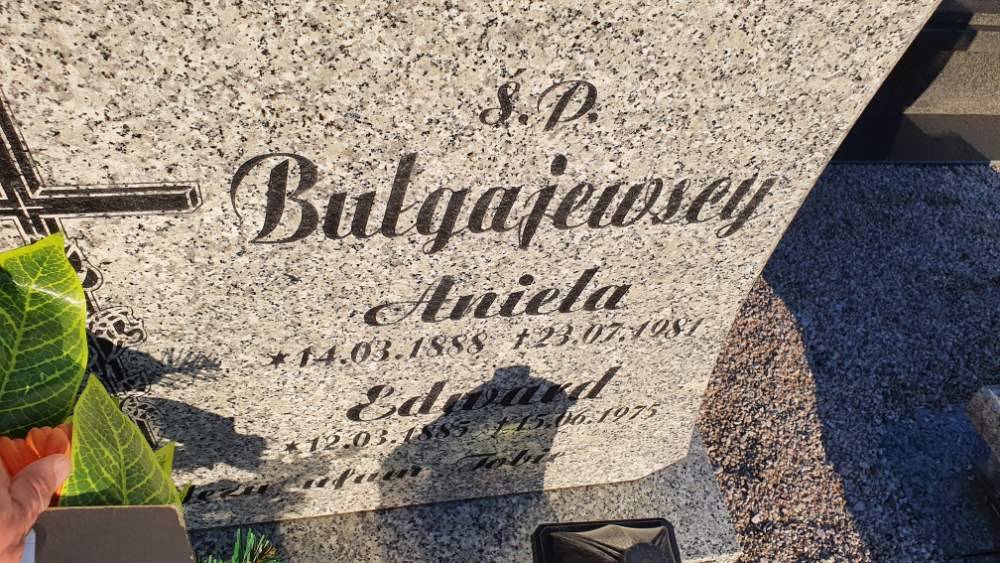 Ś.P.
Bułgajewscy
Aniela
★14.03.1888 †23.07.1981
Edward
★12.03.1885 †15.06.1975
Jezu ufam Tobie